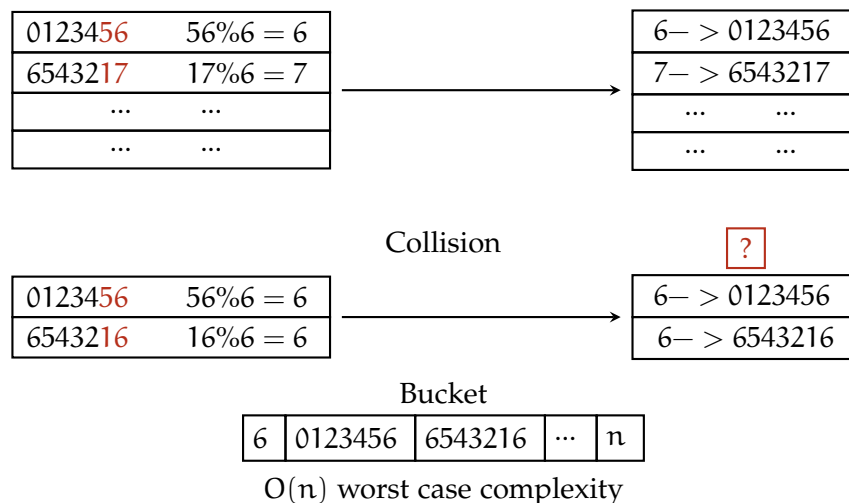 0123456 56%6 = 6 6− > 0123456
6543217 17%6 = 7 7− > 6543217
... ... ... ...
... ... ... ...
Collision ?
0123456 56%6 = 6 6− > 0123456
6543216 16%6 = 6 6− > 6543216
Bucket
6 0123456 6543216 ... n
O(n) worst case complexity